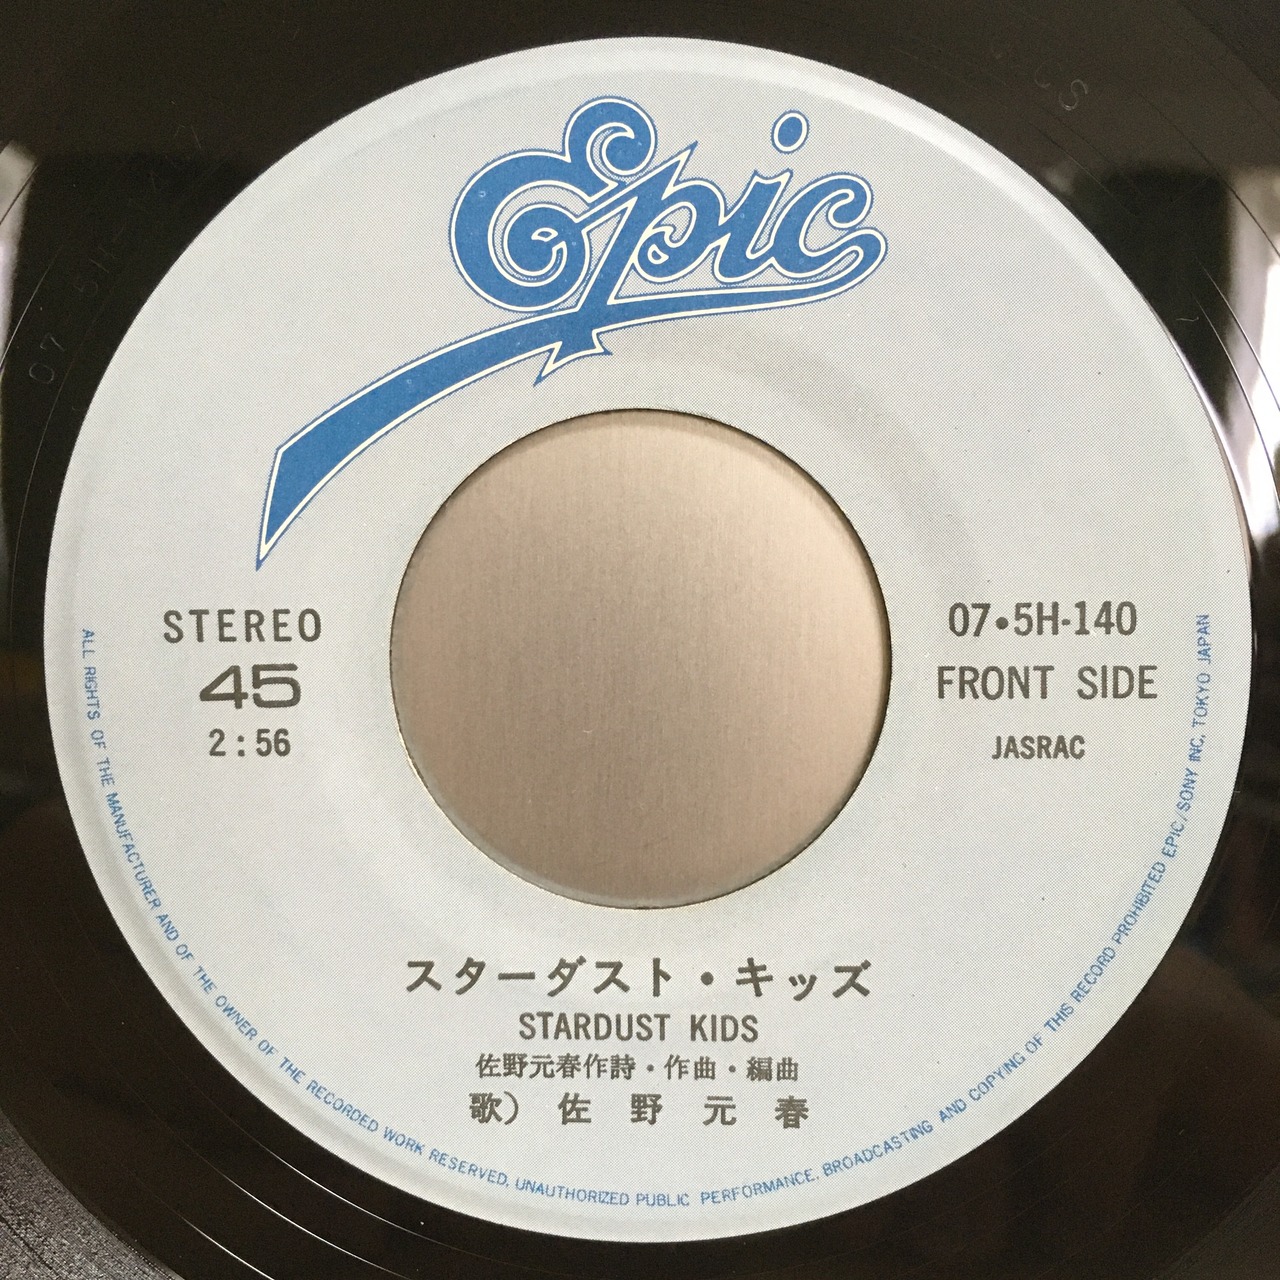 Epic
STEREO
45
2:56
07・5H-140
FRONT SIDE
JASRAC
スターダスト・キッズ
STARDUST KIDS
佐野元春作詩・作曲・編曲
歌) 佐野元春
ALL RIGHTS OF THE MANUFACTURER AND OF THE OWNER OF THE RECORDED WORK RESERVED, UNAUTHORIZED PUBLIC PERFORMANCE, BROADCASTING AND COPYING OF THIS RECORD PROHIBITED EPIC/SONY INC, TOKYO JAPAN